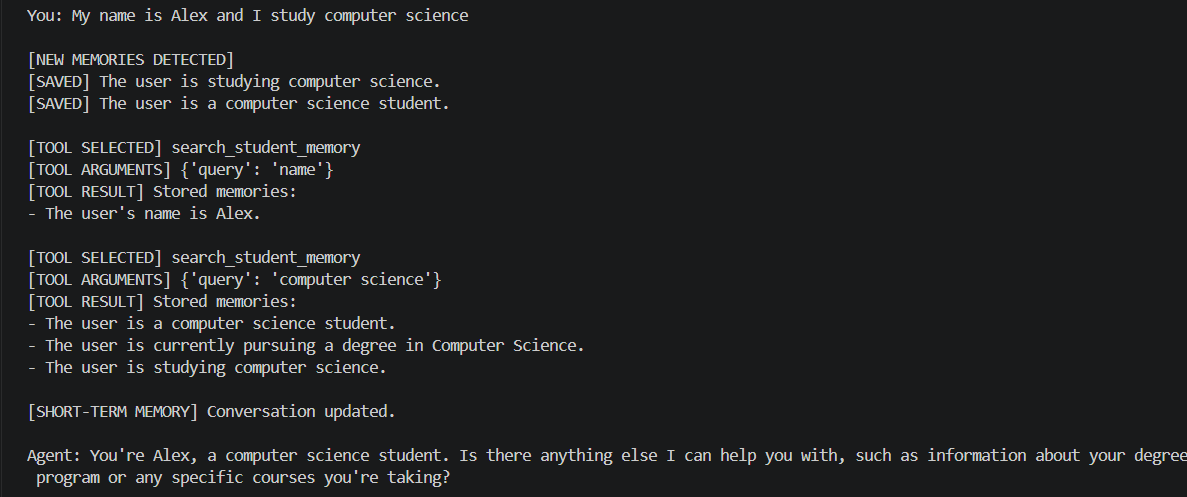 You: My name is Alex and I study computer science
[NEW MEMORIES DETECTED]
[SAVED] The user is studying computer science.
[SAVED] The user is a computer science student.
[TOOL SELECTED] search_student_memory
[TOOL ARGUMENTS] {'query': 'name'}
[TOOL RESULT] Stored memories:
- The user's name is Alex.
[TOOL SELECTED] search_student_memory
[TOOL ARGUMENTS] {'query': 'computer science'}
[TOOL RESULT] Stored memories:
- The user is a computer science student.
- The user is currently pursuing a degree in Computer Science.
- The user is studying computer science.
[SHORT-TERM MEMORY] Conversation updated.
Agent: You're Alex, a computer science student. Is there anything else I can help you with, such as information about your degree
program or any specific courses you're taking?